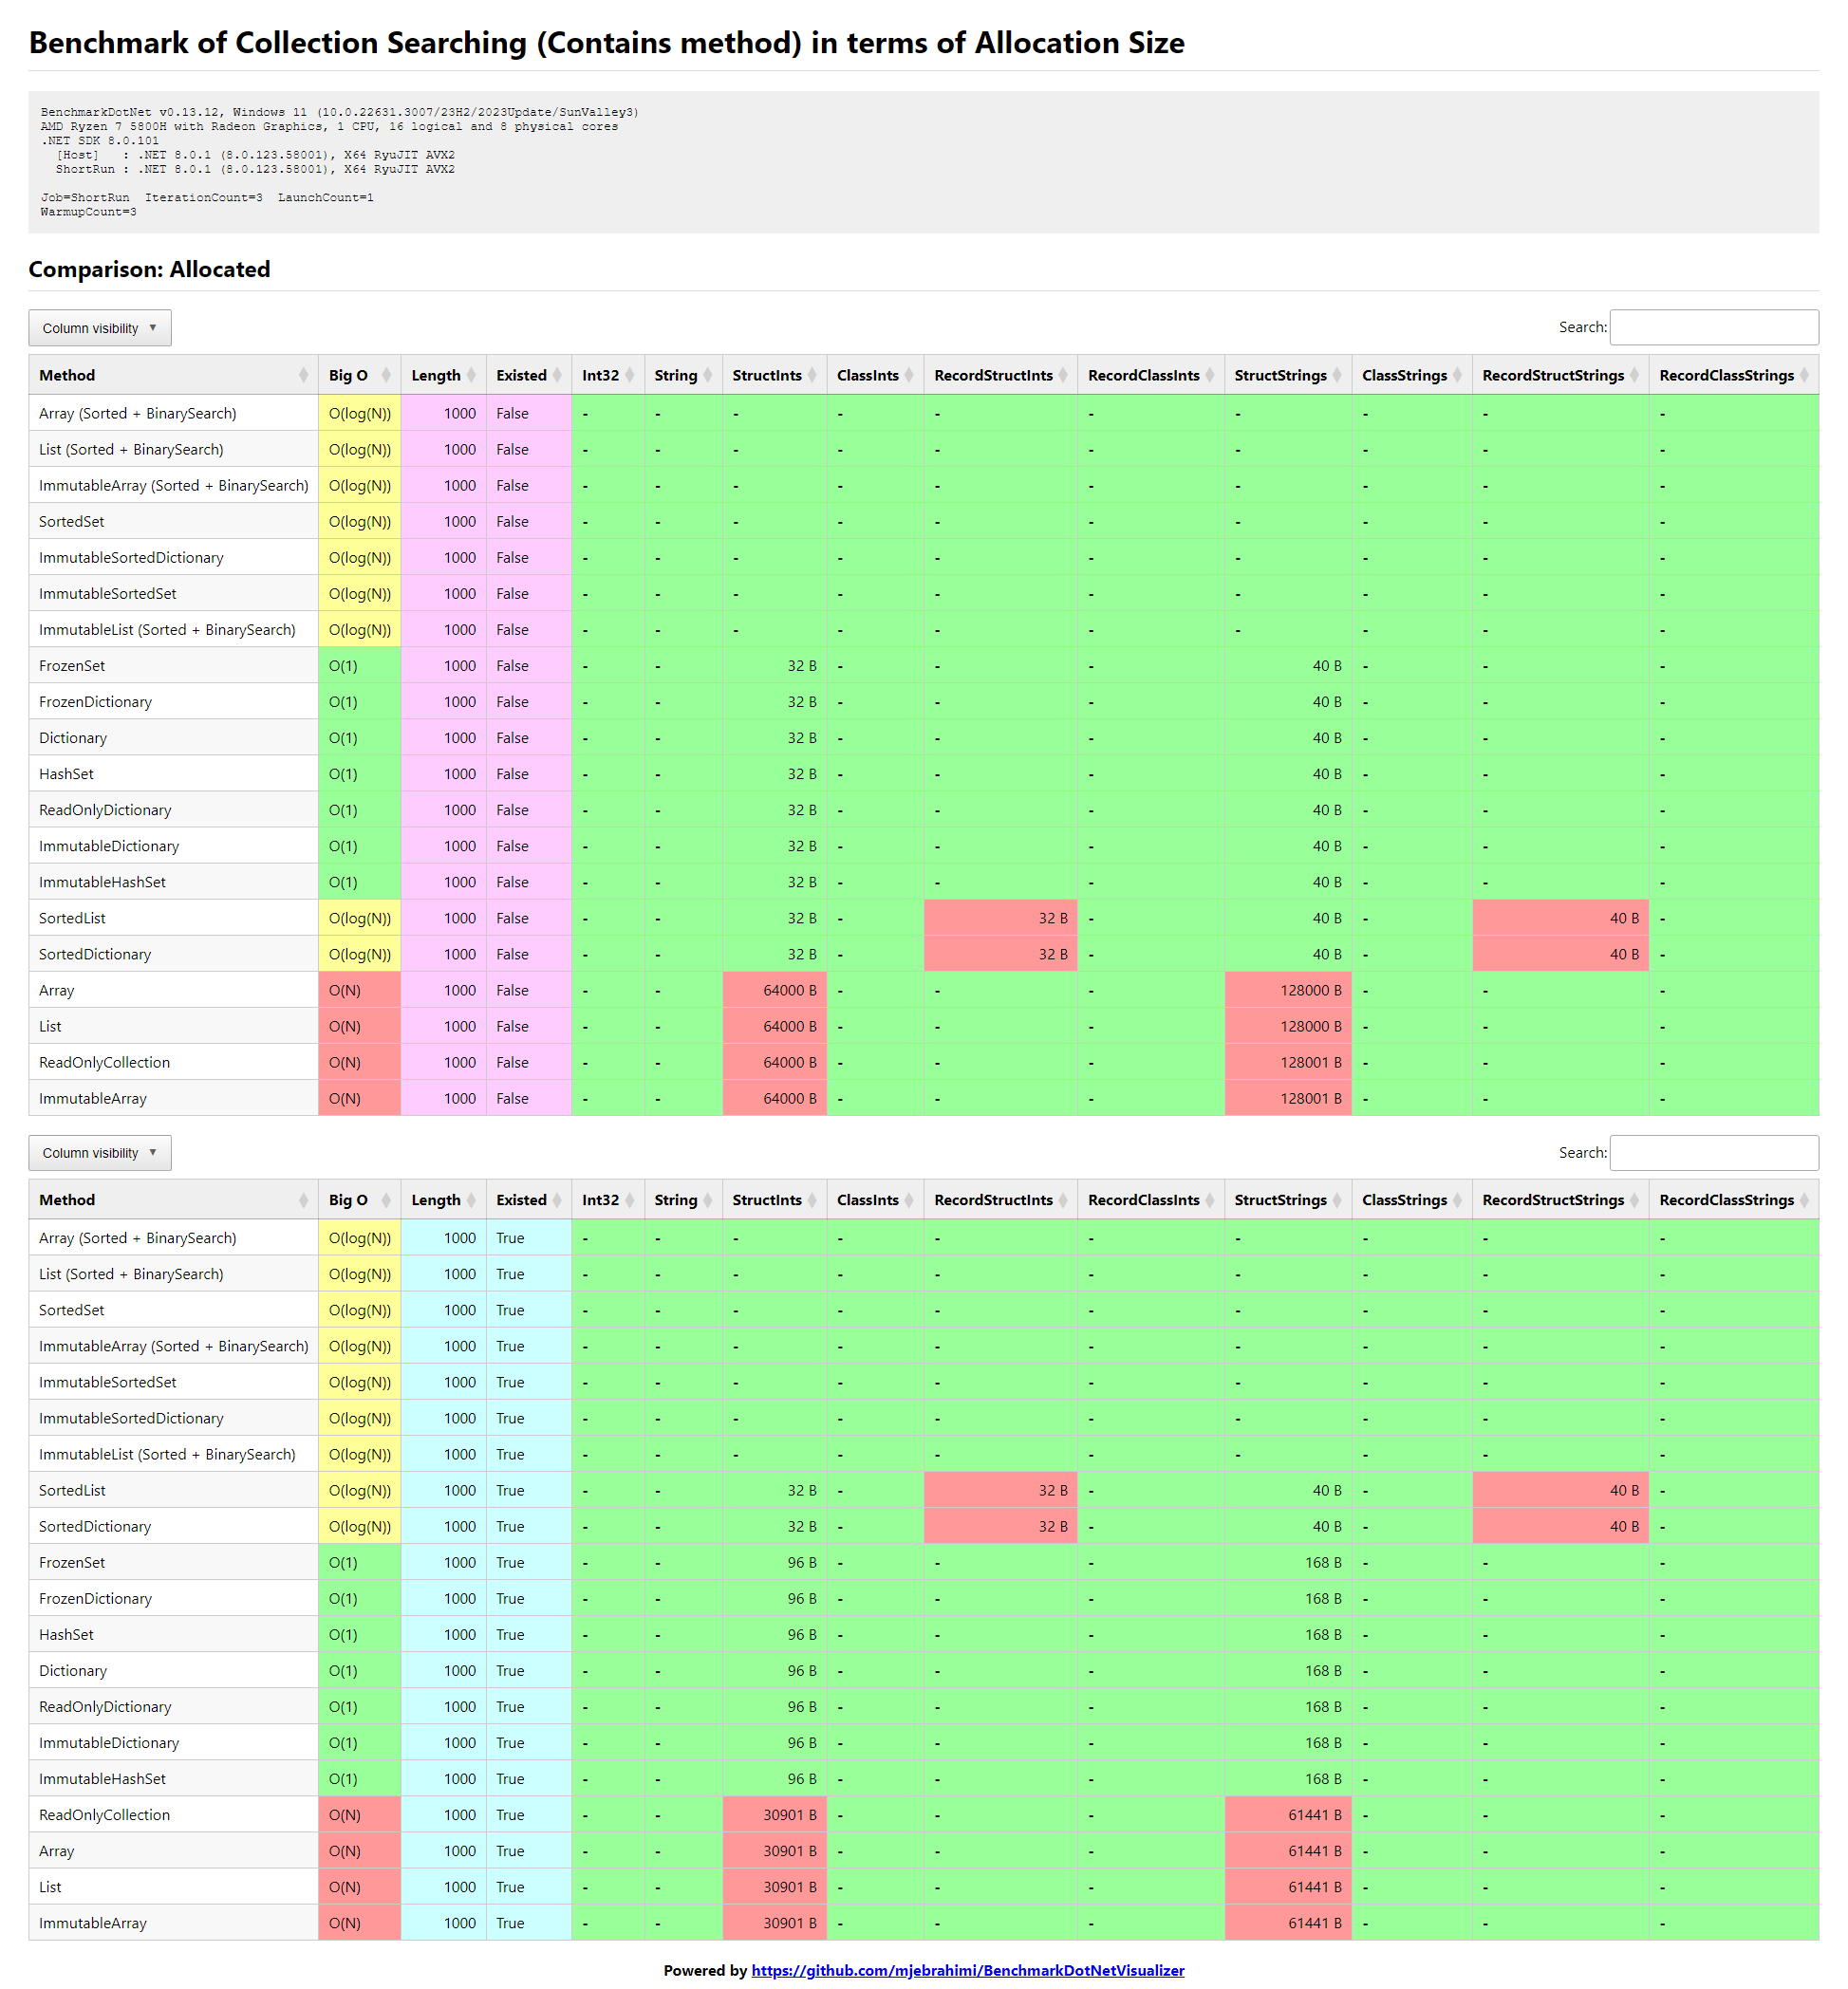 Benchmark of Collection Searching (Contains method) in terms of Allocation Size
BenchmarkDotNet v0.13.12, Windows 11 (10.0.22631.3007/23H2/2023Update/SunValley3)
AMD Ryzen 7 5800H with Radeon Graphics, 1 CPU, 16 logical and 8 physical cores
.NET SDK 8.0.101
[Host]   : .NET 8.0.1 (8.0.123.58001), X64 RyuJIT AVX2
ShortRun : .NET 8.0.1 (8.0.123.58001), X64 RyuJIT AVX2
Job=ShortRun  IterationCount=3  LaunchCount=1
WarmupCount=3
Comparison: Allocated
Column visibility ▼ Search:
Method Big O Length Existed Int32 String StructInts ClassInts RecordStructInts RecordClassInts StructStrings ClassStrings RecordStructStrings RecordClassStrings
Array (Sorted + BinarySearch) O(log(N)) 1000 False - - - - - - - - - -
List (Sorted + BinarySearch) O(log(N)) 1000 False - - - - - - - - - -
ImmutableArray (Sorted + BinarySearch) O(log(N)) 1000 False - - - - - - - - - -
SortedSet O(log(N)) 1000 False - - - - - - - - - -
ImmutableSortedDictionary O(log(N)) 1000 False - - - - - - - - - -
ImmutableSortedSet O(log(N)) 1000 False - - - - - - - - - -
ImmutableList (Sorted + BinarySearch) O(log(N)) 1000 False - - - - - - - - - -
FrozenSet O(1) 1000 False - - 32 B - - - 40 B - - -
FrozenDictionary O(1) 1000 False - - 32 B - - - 40 B - - -
Dictionary O(1) 1000 False - - 32 B - - - 40 B - - -
HashSet O(1) 1000 False - - 32 B - - - 40 B - - -
ReadOnlyDictionary O(1) 1000 False - - 32 B - - - 40 B - - -
ImmutableDictionary O(1) 1000 False - - 32 B - - - 40 B - - -
ImmutableHashSet O(1) 1000 False - - 32 B - - - 40 B - - -
SortedList O(log(N)) 1000 False - - 32 B - 32 B - 40 B - 40 B -
SortedDictionary O(log(N)) 1000 False - - 32 B - 32 B - 40 B - 40 B -
Array O(N) 1000 False - - 64000 B - - - 128000 B - - -
List O(N) 1000 False - - 64000 B - - - 128000 B - - -
ReadOnlyCollection O(N) 1000 False - - 64000 B - - - 128001 B - - -
ImmutableArray O(N) 1000 False - - 64000 B - - - 128001 B - - -
Column visibility ▼ Search:
Method Big O Length Existed Int32 String StructInts ClassInts RecordStructInts RecordClassInts StructStrings ClassStrings RecordStructStrings RecordClassStrings
Array (Sorted + BinarySearch) O(log(N)) 1000 True - - - - - - - - - -
List (Sorted + BinarySearch) O(log(N)) 1000 True - - - - - - - - - -
SortedSet O(log(N)) 1000 True - - - - - - - - - -
ImmutableArray (Sorted + BinarySearch) O(log(N)) 1000 True - - - - - - - - - -
ImmutableSortedSet O(log(N)) 1000 True - - - - - - - - - -
ImmutableSortedDictionary O(log(N)) 1000 True - - - - - - - - - -
ImmutableList (Sorted + BinarySearch) O(log(N)) 1000 True - - - - - - - - - -
SortedList O(log(N)) 1000 True - - 32 B - 32 B - 40 B - 40 B -
SortedDictionary O(log(N)) 1000 True - - 32 B - 32 B - 40 B - 40 B -
FrozenSet O(1) 1000 True - - 96 B - - - 168 B - - -
FrozenDictionary O(1) 1000 True - - 96 B - - - 168 B - - -
HashSet O(1) 1000 True - - 96 B - - - 168 B - - -
Dictionary O(1) 1000 True - - 96 B - - - 168 B - - -
ReadOnlyDictionary O(1) 1000 True - - 96 B - - - 168 B - - -
ImmutableDictionary O(1) 1000 True - - 96 B - - - 168 B - - -
ImmutableHashSet O(1) 1000 True - - 96 B - - - 168 B - - -
ReadOnlyCollection O(N) 1000 True - - 30901 B - - - 61441 B - - -
Array O(N) 1000 True - - 30901 B - - - 61441 B - - -
List O(N) 1000 True - - 30901 B - - - 61441 B - - -
ImmutableArray O(N) 1000 True - - 30901 B - - - 61441 B - - -
Powered by https://github.com/mjebrahimi/BenchmarkDotNetVisualizer